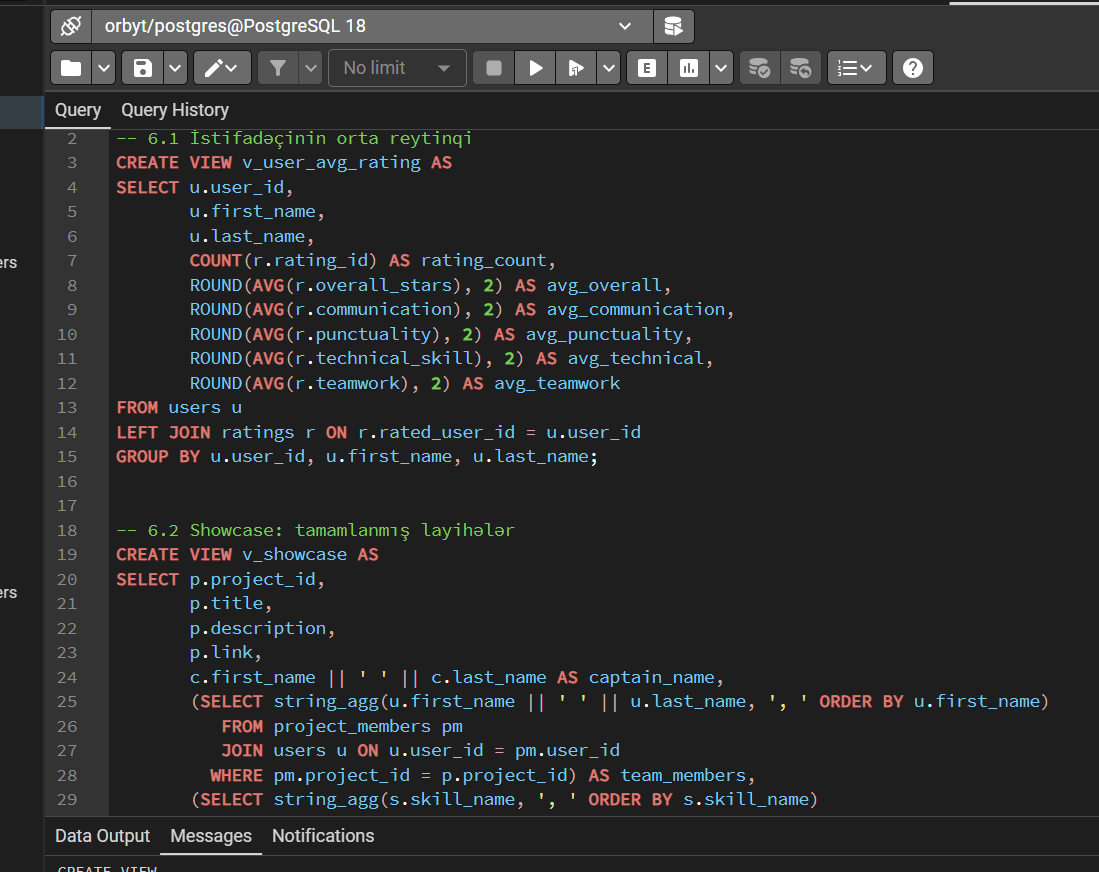 orbyt/postgres@PostgreSQL 18
No limit
Query Query History
2 -- 6.1 İstifadəçinin orta reytinqi
3 CREATE VIEW v_user_avg_rating AS
4 SELECT u.user_id,
5 u.first_name,
6 u.last_name,
7 COUNT(r.rating_id) AS rating_count,
8 ROUND(AVG(r.overall_stars), 2) AS avg_overall,
9 ROUND(AVG(r.communication), 2) AS avg_communication,
10 ROUND(AVG(r.punctuality), 2) AS avg_punctuality,
11 ROUND(AVG(r.technical_skill), 2) AS avg_technical,
12 ROUND(AVG(r.teamwork), 2) AS avg_teamwork
13 FROM users u
14 LEFT JOIN ratings r ON r.rated_user_id = u.user_id
15 GROUP BY u.user_id, u.first_name, u.last_name;
16
17
18 -- 6.2 Showcase: tamamlanmış layihələr
19 CREATE VIEW v_showcase AS
20 SELECT p.project_id,
21 p.title,
22 p.description,
23 p.link,
24 c.first_name || ' ' || c.last_name AS captain_name,
25 (SELECT string_agg(u.first_name || ' ' || u.last_name, ', ' ORDER BY u.first_name)
26 FROM project_members pm
27 JOIN users u ON u.user_id = pm.user_id
28 WHERE pm.project_id = p.project_id) AS team_members,
29 (SELECT string_agg(s.skill_name, ', ' ORDER BY s.skill_name)
ers
ers
Data Output Messages Notifications
CREATE VIEW